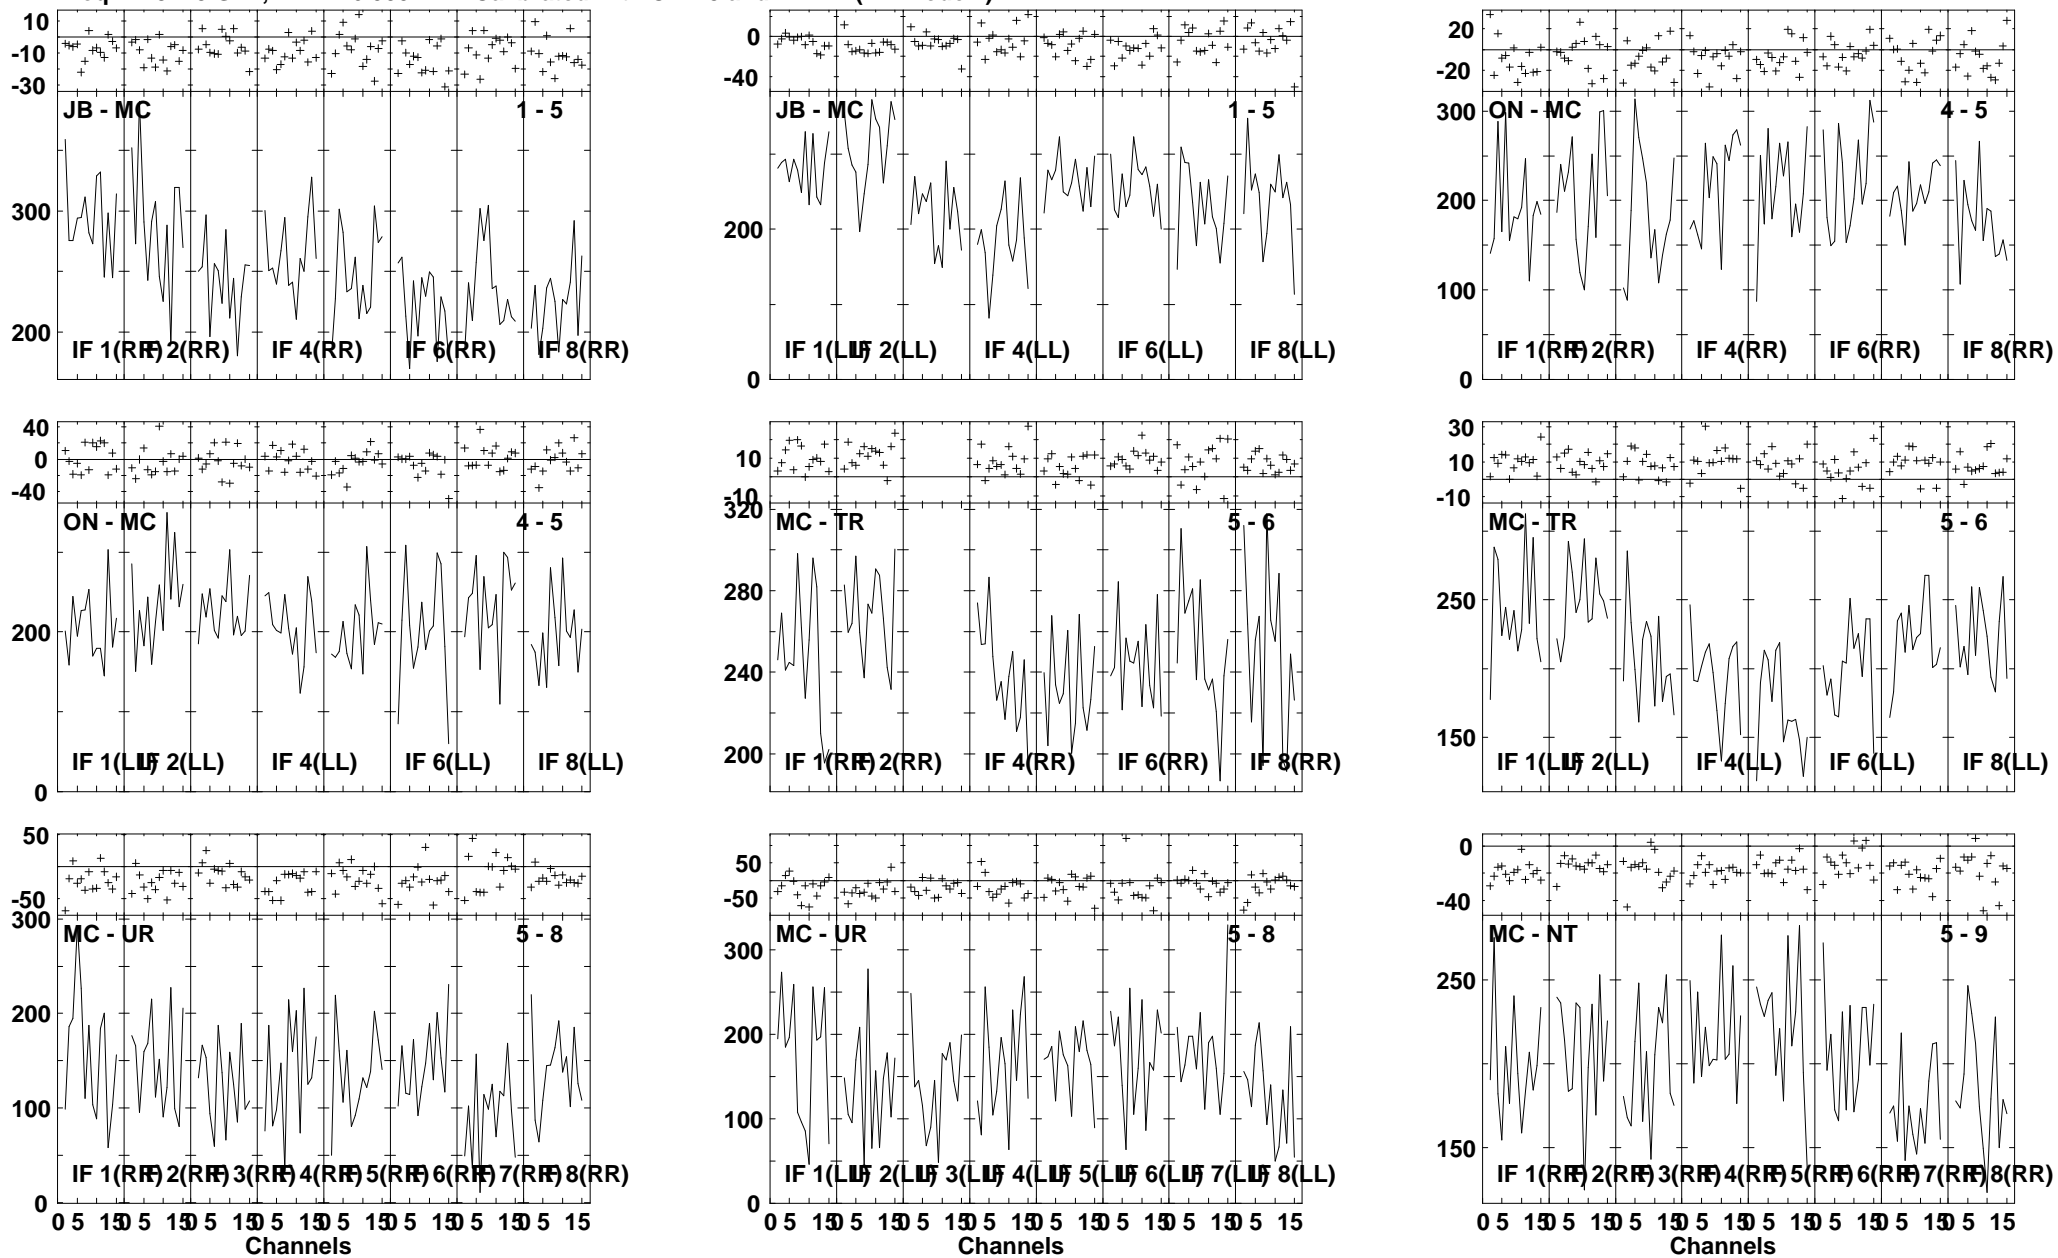 10
-10
-30
JB - MC 1 - 5
300
200
IF 1(RR) IF 2(RR) IF 4(RR) IF 6(RR) IF 8(RR)
0
-40
JB - MC 1 - 5
200
0
IF 1(LL) IF 2(LL) IF 4(LL) IF 6(LL) IF 8(LL)
20
-20
ON - MC 4 - 5
300
200
100
0
IF 1(RR) IF 2(RR) IF 4(RR) IF 6(RR) IF 8(RR)
40
0
-40
ON - MC 4 - 5
200
0
IF 1(LL) IF 2(LL) IF 4(LL) IF 6(LL) IF 8(LL)
10
-10
320
MC - TR 5 - 6
280
240
200
IF 1(RR) IF 2(RR) IF 4(RR) IF 6(RR) IF 8(RR)
30
10
-10
MC - TR 5 - 6
250
150
IF 1(LL) IF 2(LL) IF 4(LL) IF 6(LL) IF 8(LL)
50
-50
300
MC - UR 5 - 8
200
100
0
IF 1(RR) IF 2(RR) IF 3(RR) IF 4(RR) IF 5(RR) IF 6(RR) IF 7(RR) IF 8(RR)
0 5 15 0 5 15 0 5 15 0 5 15 0 5 15 0 5 15 0 5 15 0 5 15
Channels
50
-50
MC - UR 5 - 8
300
200
100
0
IF 1(LL) IF 2(LL) IF 3(LL) IF 4(LL) IF 5(LL) IF 6(LL) IF 7(LL) IF 8(LL)
0 5 15 0 5 15 0 5 15 0 5 15 0 5 15 0 5 15 0 5 15 0 5 15
Channels
0
-40
MC - NT 5 - 9
250
150
IF 1(RR) IF 2(RR) IF 3(RR) IF 4(RR) IF 5(RR) IF 6(RR) IF 7(RR) IF 8(RR)
0 5 15 0 5 15 0 5 15 0 5 15 0 5 15 0 5 15 0 5 15 0 5 15
Channels